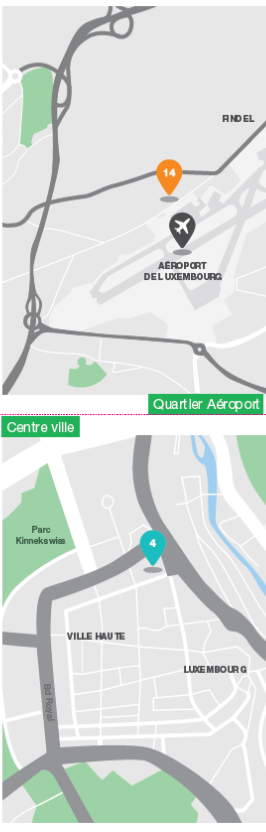 FINDEL
14
AÉROPORT
DE LUXEMBOURG
Quartier Aéroport
Centre ville
Parc
Kinnekswiss
4
VILLE HAUTE
LUXEMBOURG
Bd Royal